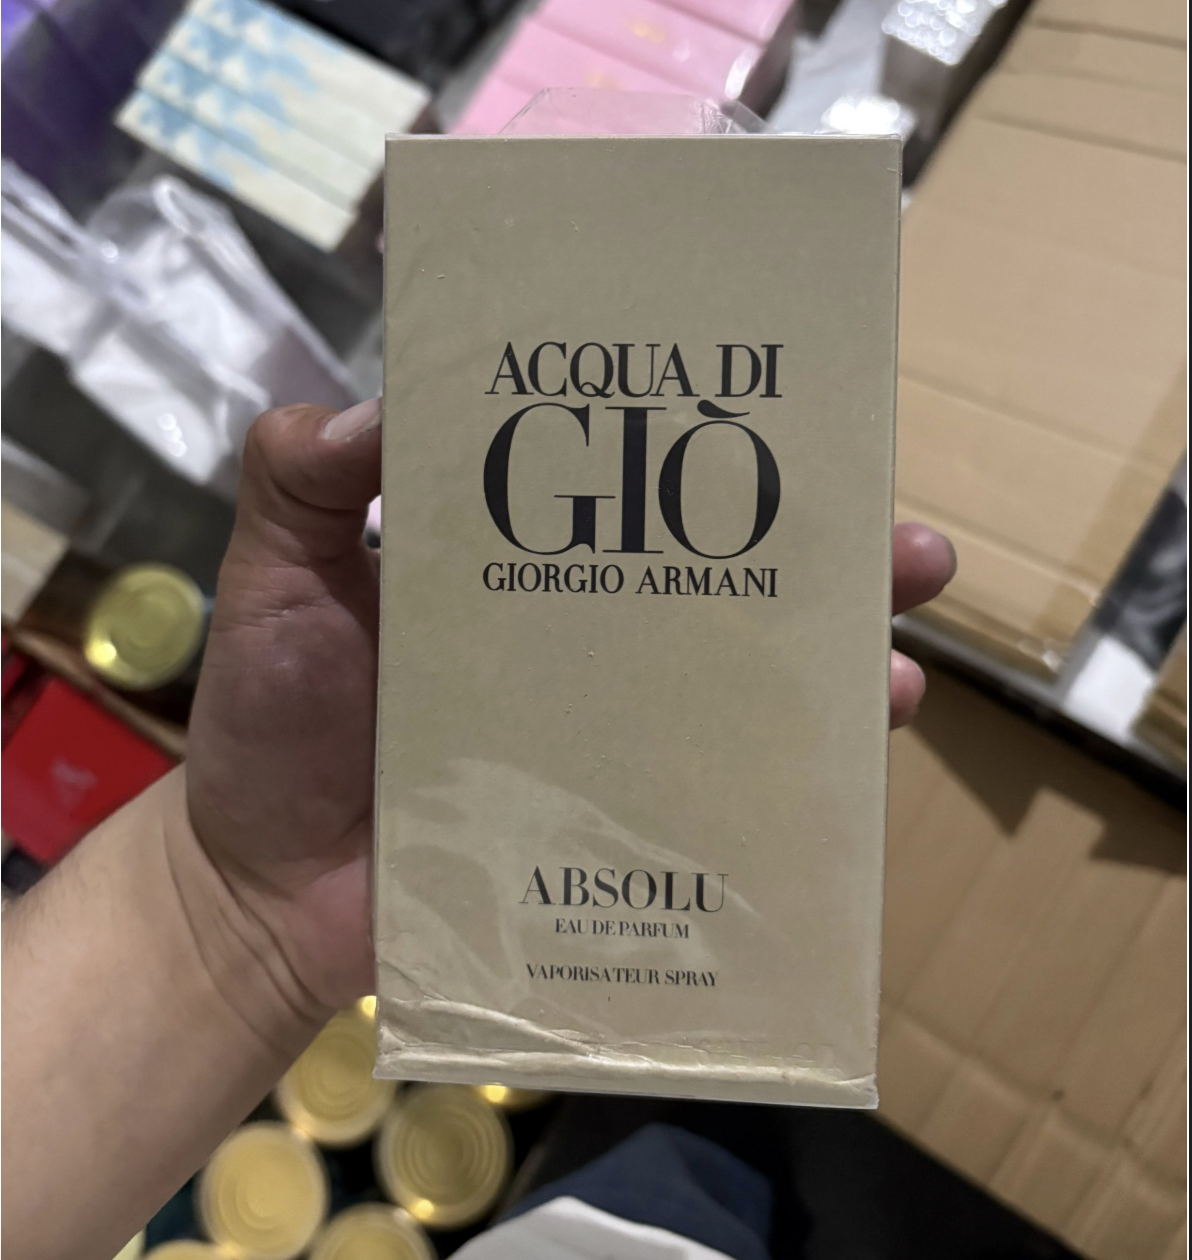 ACQUA DI
GIÒ
GIORGIO ARMANI
ABSOLU
EAU DE PARFUM
VAPORISATEUR SPRAY